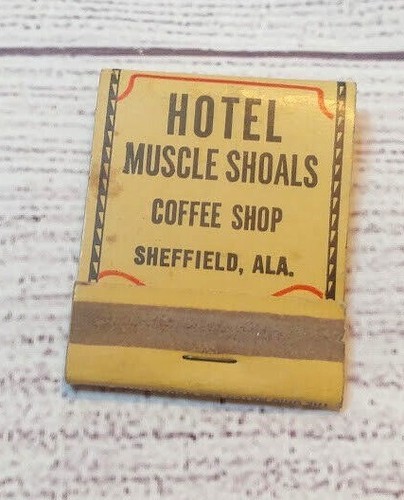 HOTEL
MUSCLE SHOALS
COFFEE SHOP
SHEFFIELD, ALA.